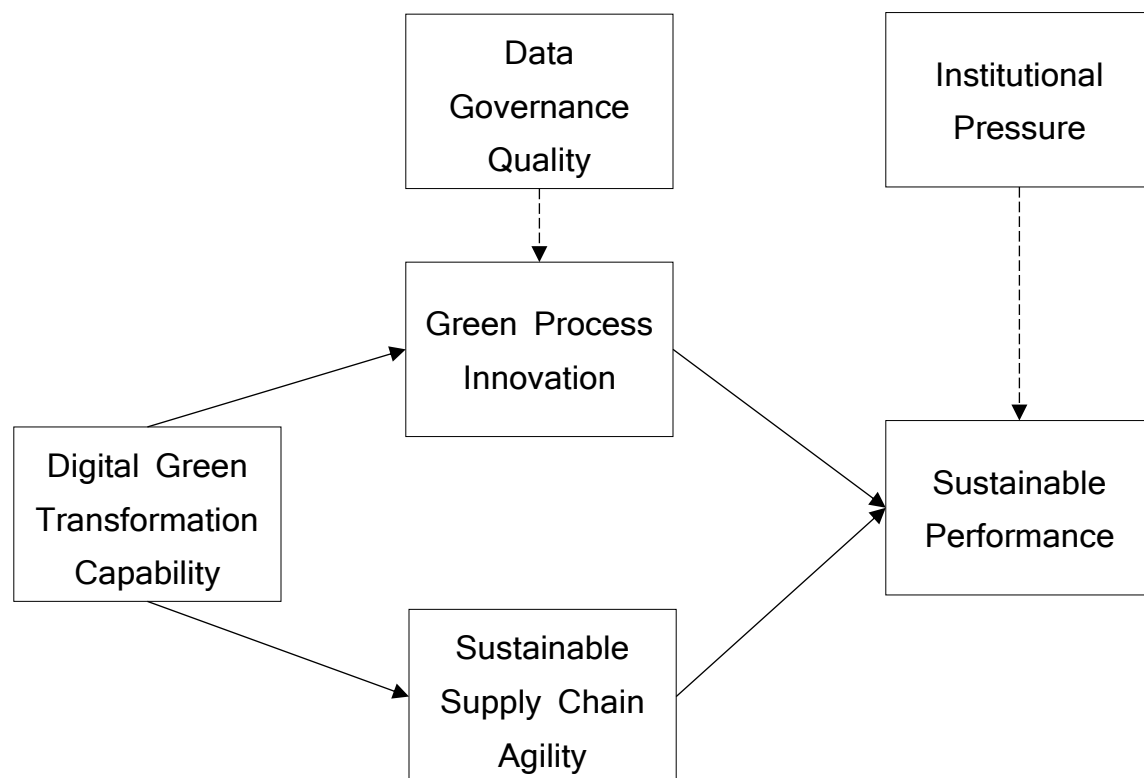 Data
Governance
Quality
Institutional
Pressure
Green Process
Innovation
Digital Green
Transformation
Capability
Sustainable
Performance
Sustainable
Supply Chain
Agility